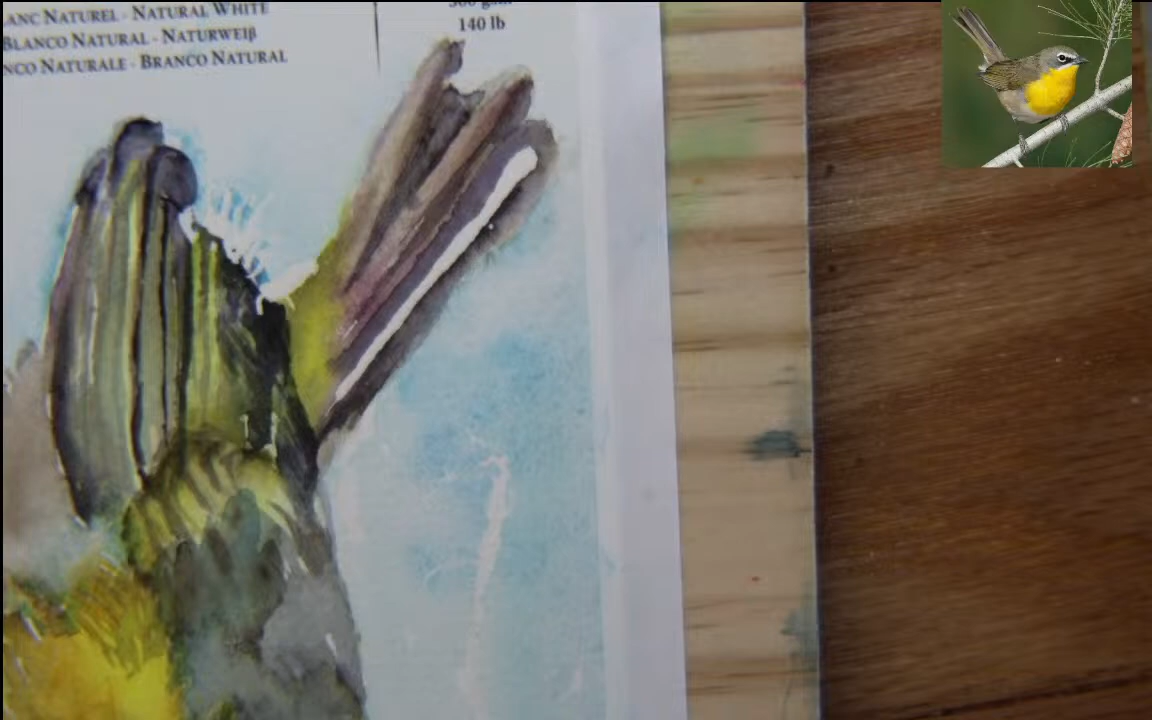 ANC NATUREL - NATURAL WHITE
BLANCO NATURAL - NATURWEIß
NCO NATURALE - BRANCO NATURAL
140 lb